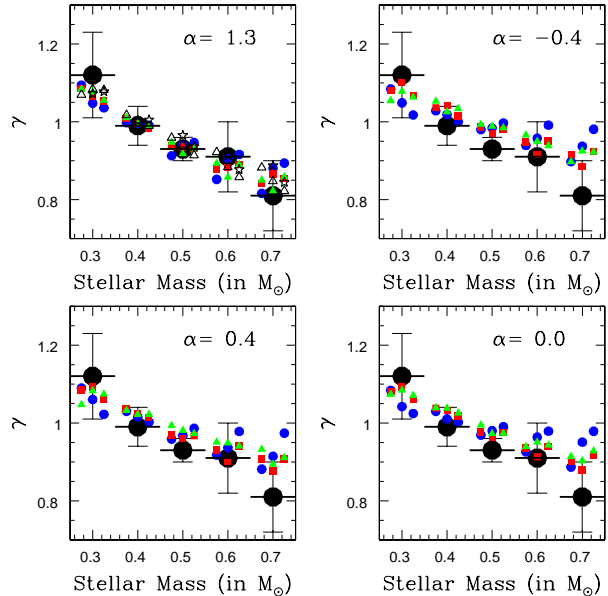 α= 1.3
α= −0.4
1.2
1
0.8
γ
0.3 0.4 0.5 0.6 0.7
Stellar Mass (in M⊙)
1.2
1
0.8
γ
0.3 0.4 0.5 0.6 0.7
Stellar Mass (in M⊙)
α= 0.4
α= 0.0
1.2
1
0.8
γ
0.3 0.4 0.5 0.6 0.7
Stellar Mass (in M⊙)
1.2
1
0.8
γ
0.3 0.4 0.5 0.6 0.7
Stellar Mass (in M⊙)